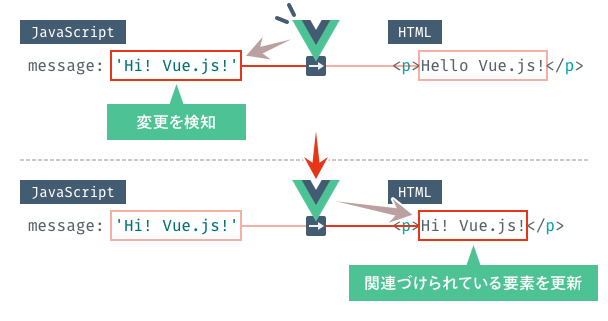 JavaScript HTML
message: 'Hi! Vue.js!' <p>Hello Vue.js!</p>
変更を検知
JavaScript HTML
message: 'Hi! Vue.js!' <p>Hi! Vue.js!</p>
関連づけられている要素を更新